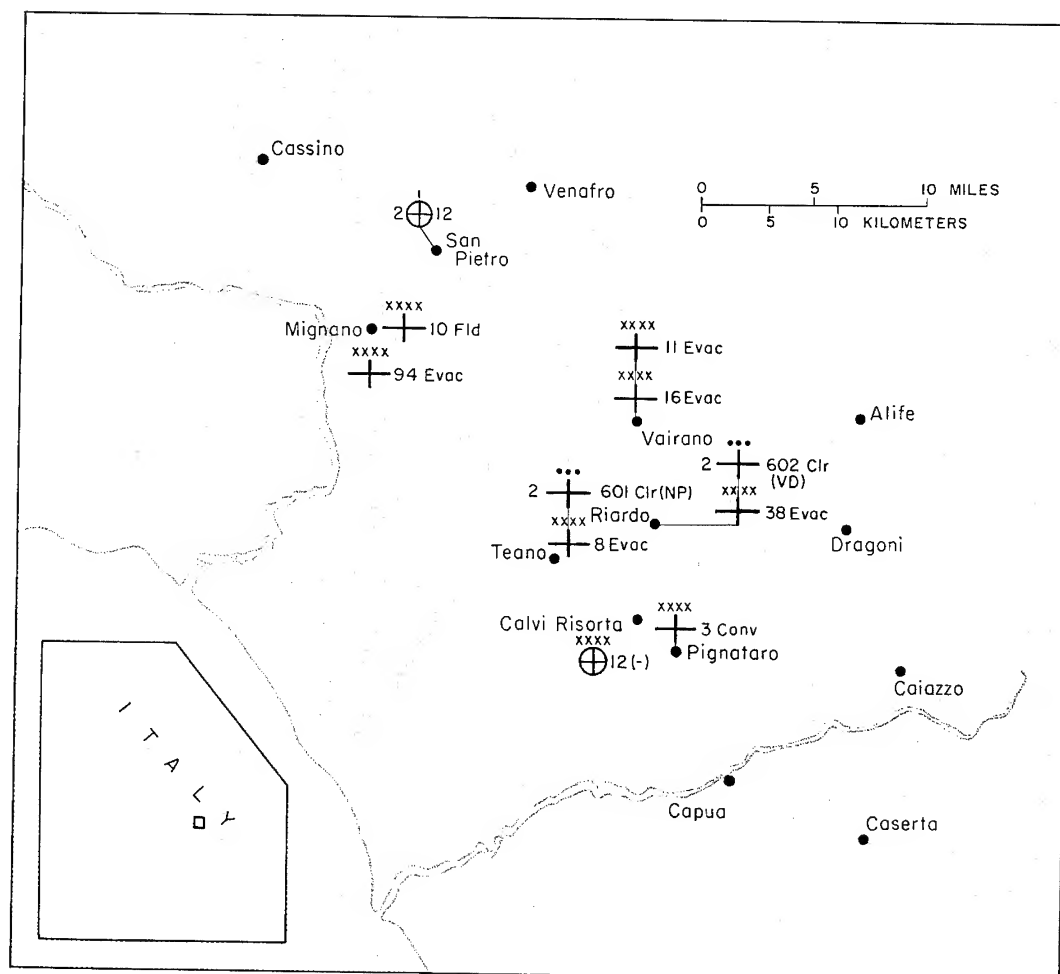 Cassino
Venafro
0 5 10 MILES
0 5 10 KILOMETERS
2 12
San
Pietro
xxxx
Mignano 10 Fld
xxxx
94 Evac
xxxx
11 Evac
xxxx
16 Evac
Vairano
Alife
2 602 Clr
(VD)
2 601 Clr (NP)
xxxx
38 Evac
Riardo
xxxx
8 Evac
Teano
Dragoni
xxxx
Calvi Risorta 3 Conv
xxxx
12 (-)
Pignataro
Caiazzo
ITALY
Capua
Caserta